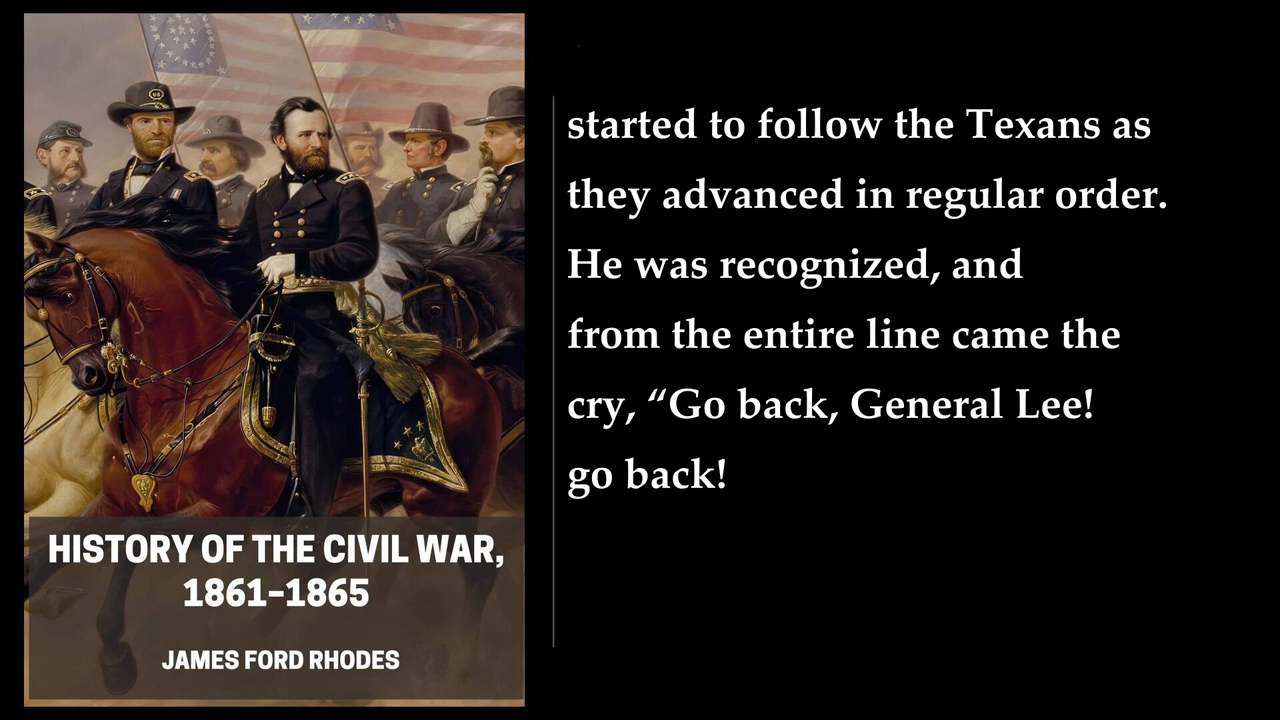 started to follow the Texans as
they advanced in regular order.
He was recognized, and
from the entire line came the
cry, “Go back, General Lee!
go back!
HISTORY OF THE CIVIL WAR,
1861–1865
JAMES FORD RHODES